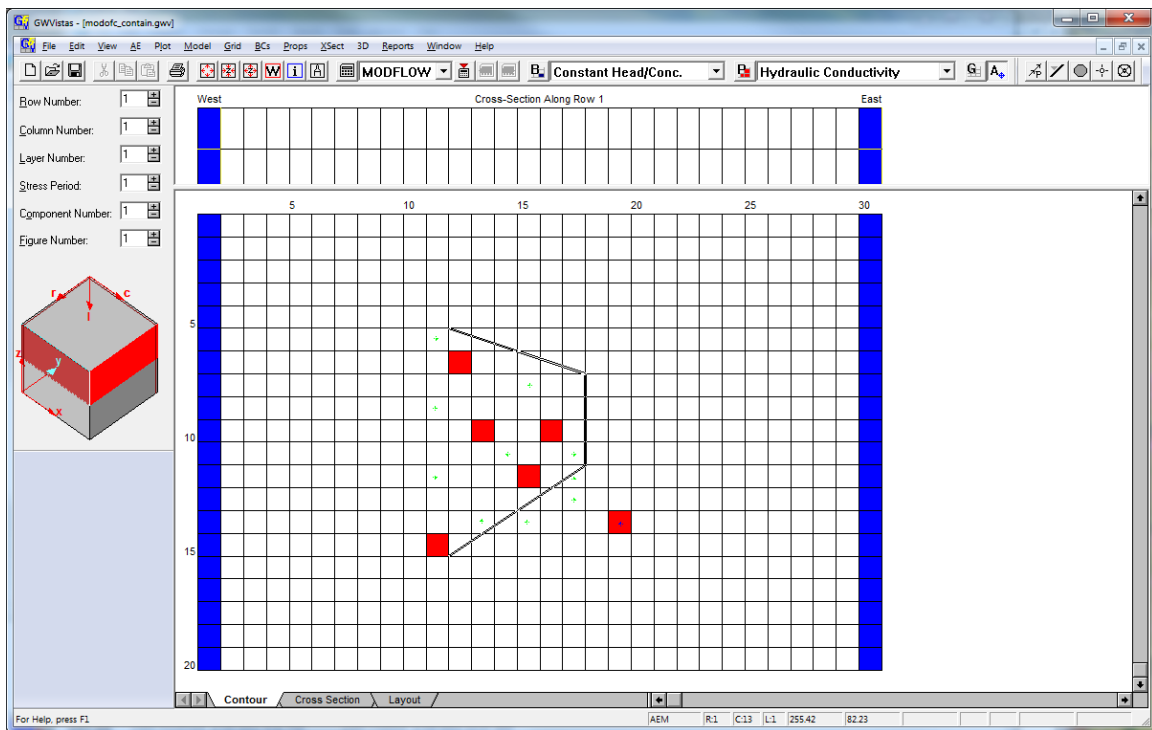 GWVistas - [modofc_contain.gwv]
File Edit View AE Plot Model Grid BCs Props XSect 3D Reports Window Help
W i A MODFLOW B Constant Head/Conc. Hydraulic Conductivity G A P
Row Number: 1
Column Number: 1
Layer Number: 1
Stress Period: 1
Component Number: 1
Figure Number: 1
r c
l
z y
x
West Cross-Section Along Row 1 East
5 10 15 20 25 30
5
10
15
20
Contour Cross Section Layout
For Help, press F1 AEM R:1 C:13 L:1 255.42 82.23